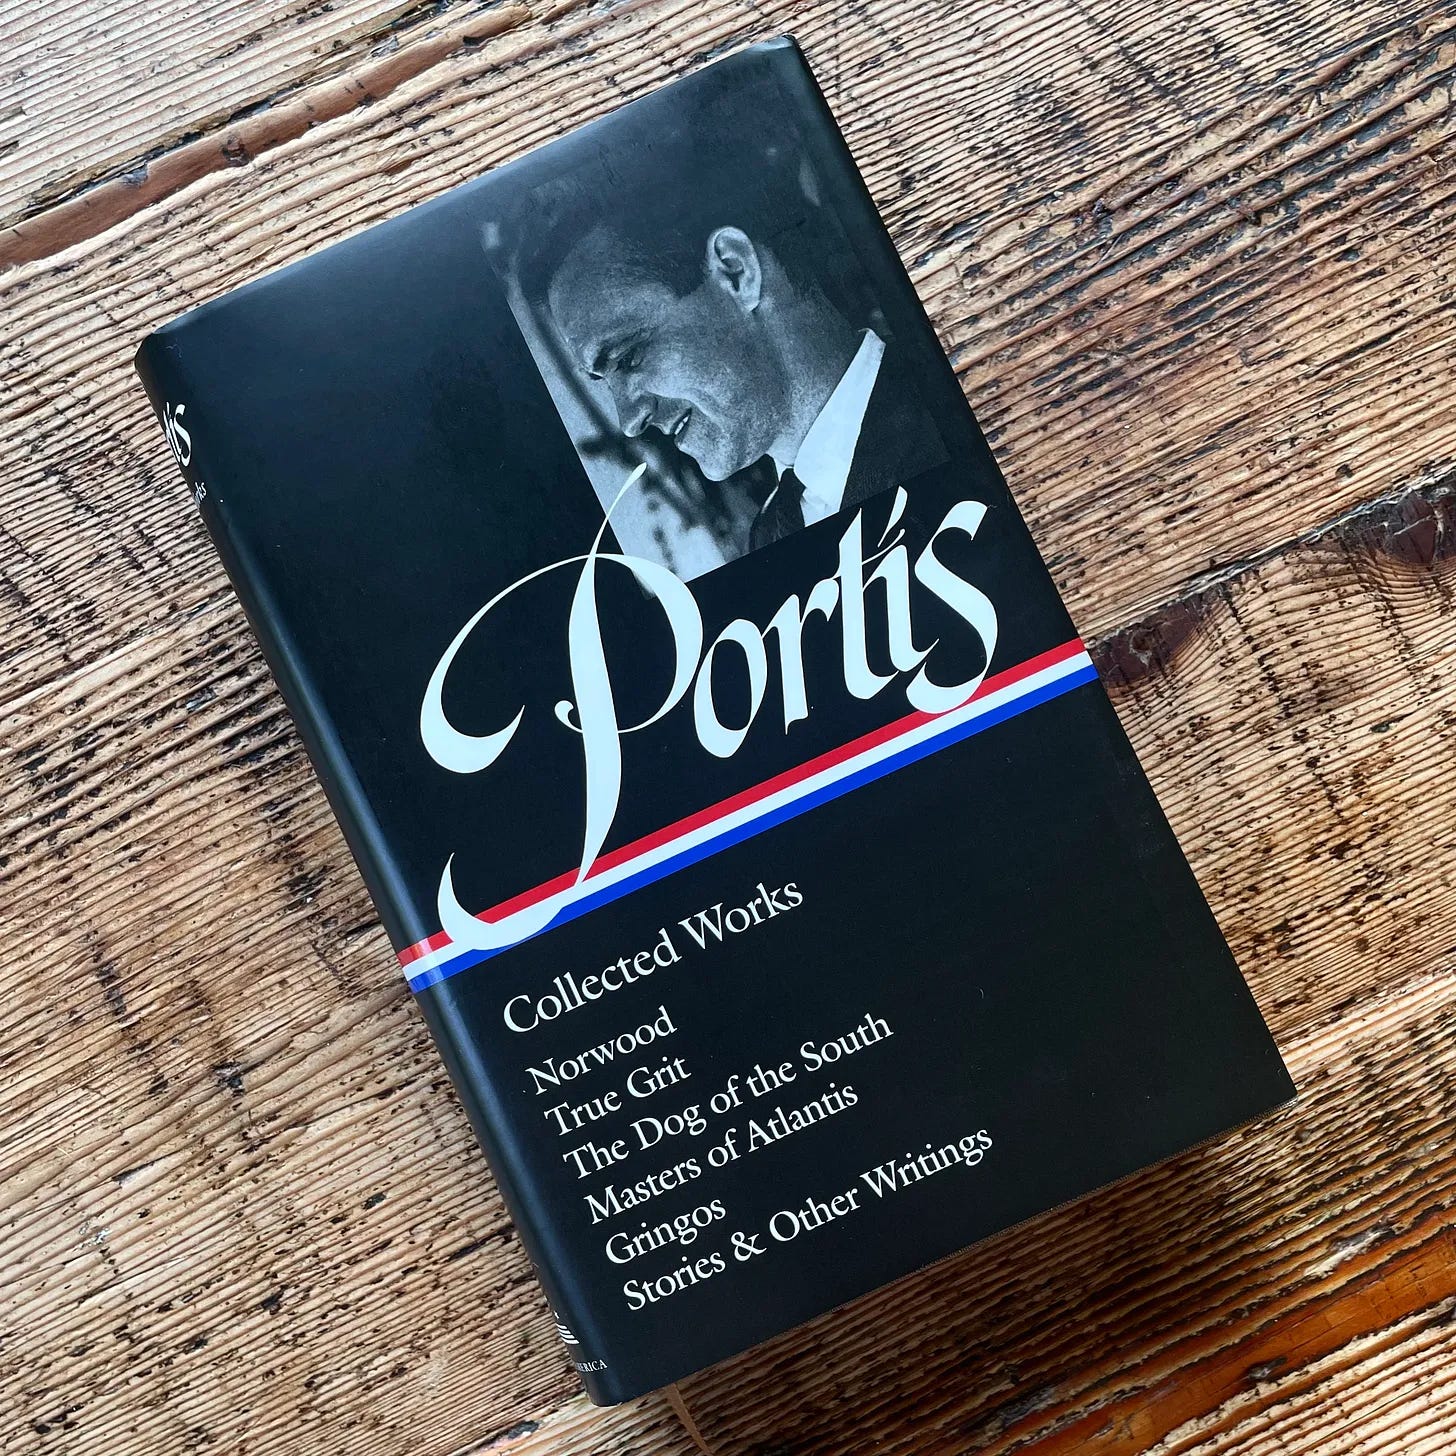 Portis
Collected Works
Norwood
True Grit
The Dog of the South
Masters of Atlantis
Gringos
Stories & Other Writings